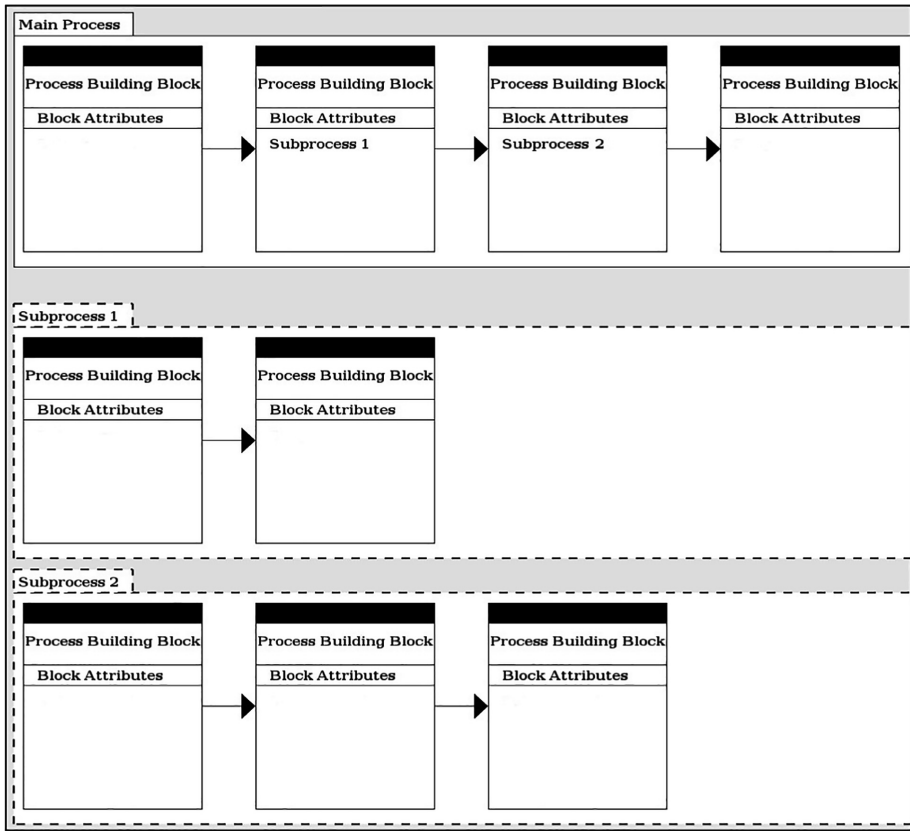 Main Process
Process Building Block Process Building Block Process Building Block Process Building Block
Block Attributes Block Attributes Block Attributes Block Attributes
Subprocess 1 Subprocess 2
Subprocess 1
Process Building Block Process Building Block
Block Attributes Block Attributes
Subprocess 2
Process Building Block Process Building Block Process Building Block
Block Attributes Block Attributes Block Attributes